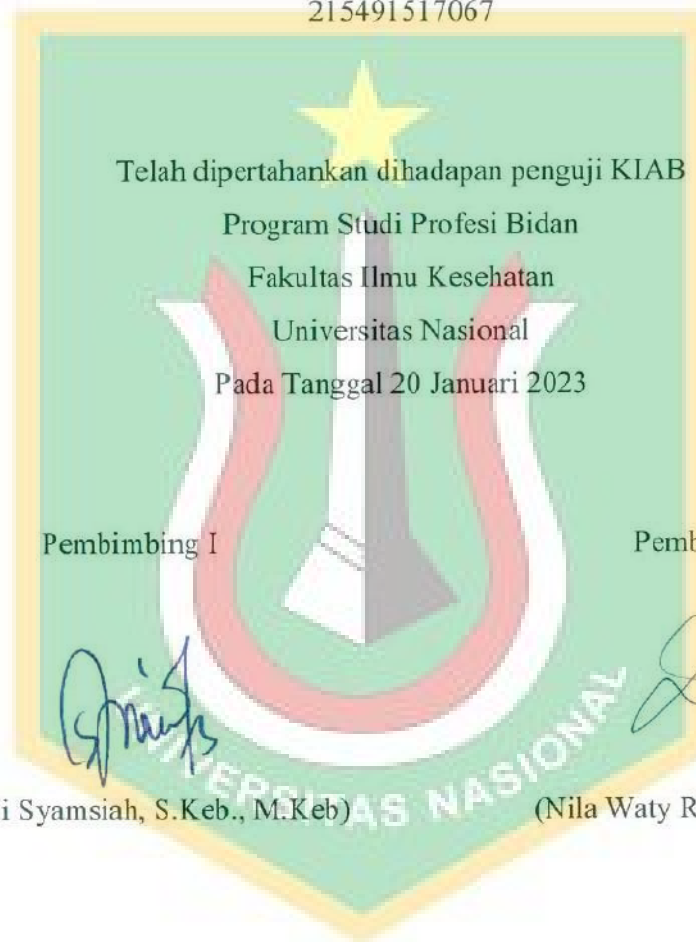 215491517067
Telah dipertahankan dihadapan penguji KIAB
Program Studi Profesi Bidan
Fakultas Ilmu Kesehatan
Universitas Nasional
Pada Tanggal 20 Januari 2023
Pembimbing I Pemb
UNIVERSITAS NASIONAL
i Syamsiah, S.Keb., M.Keb) (Nila Waty R